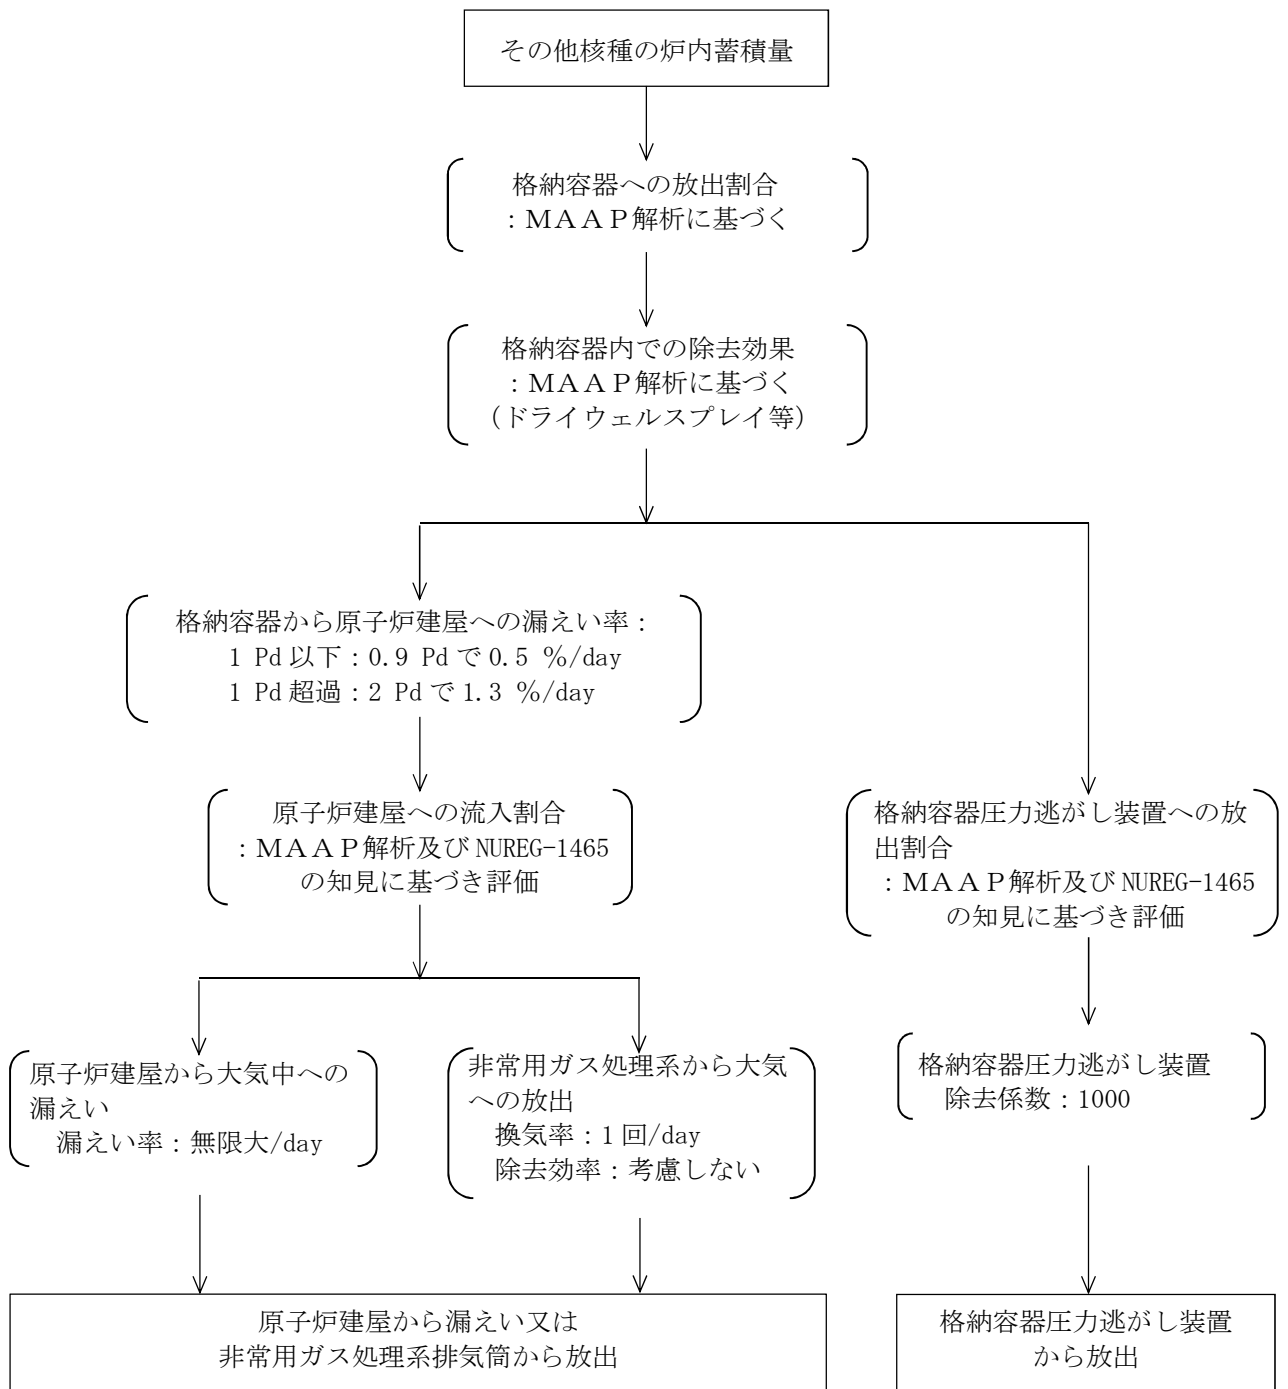 その他核種の炉内蓄積量
格納容器への放出割合
：ＭＡＡＰ解析に基づく
格納容器内での除去効果
：ＭＡＡＰ解析に基づく
（ドライウェルスプレイ等）
格納容器から原子炉建屋への漏えい率：
1 Pd 以下：0.9 Pd で 0.5 %/day
1 Pd 超過：2 Pd で 1.3 %/day
原子炉建屋への流入割合
：ＭＡＡＰ解析及び NUREG-1465
の知見に基づき評価
格納容器圧力逃がし装置への放
出割合
：ＭＡＡＰ解析及び NUREG-1465
の知見に基づき評価
原子炉建屋から大気中への
漏えい
漏えい率：無限大/day
非常用ガス処理系から大気
への放出
換気率：1 回/day
除去効率：考慮しない
格納容器圧力逃がし装置
除去係数：1000
原子炉建屋から漏えい又は
非常用ガス処理系排気筒から放出
格納容器圧力逃がし装置
から放出